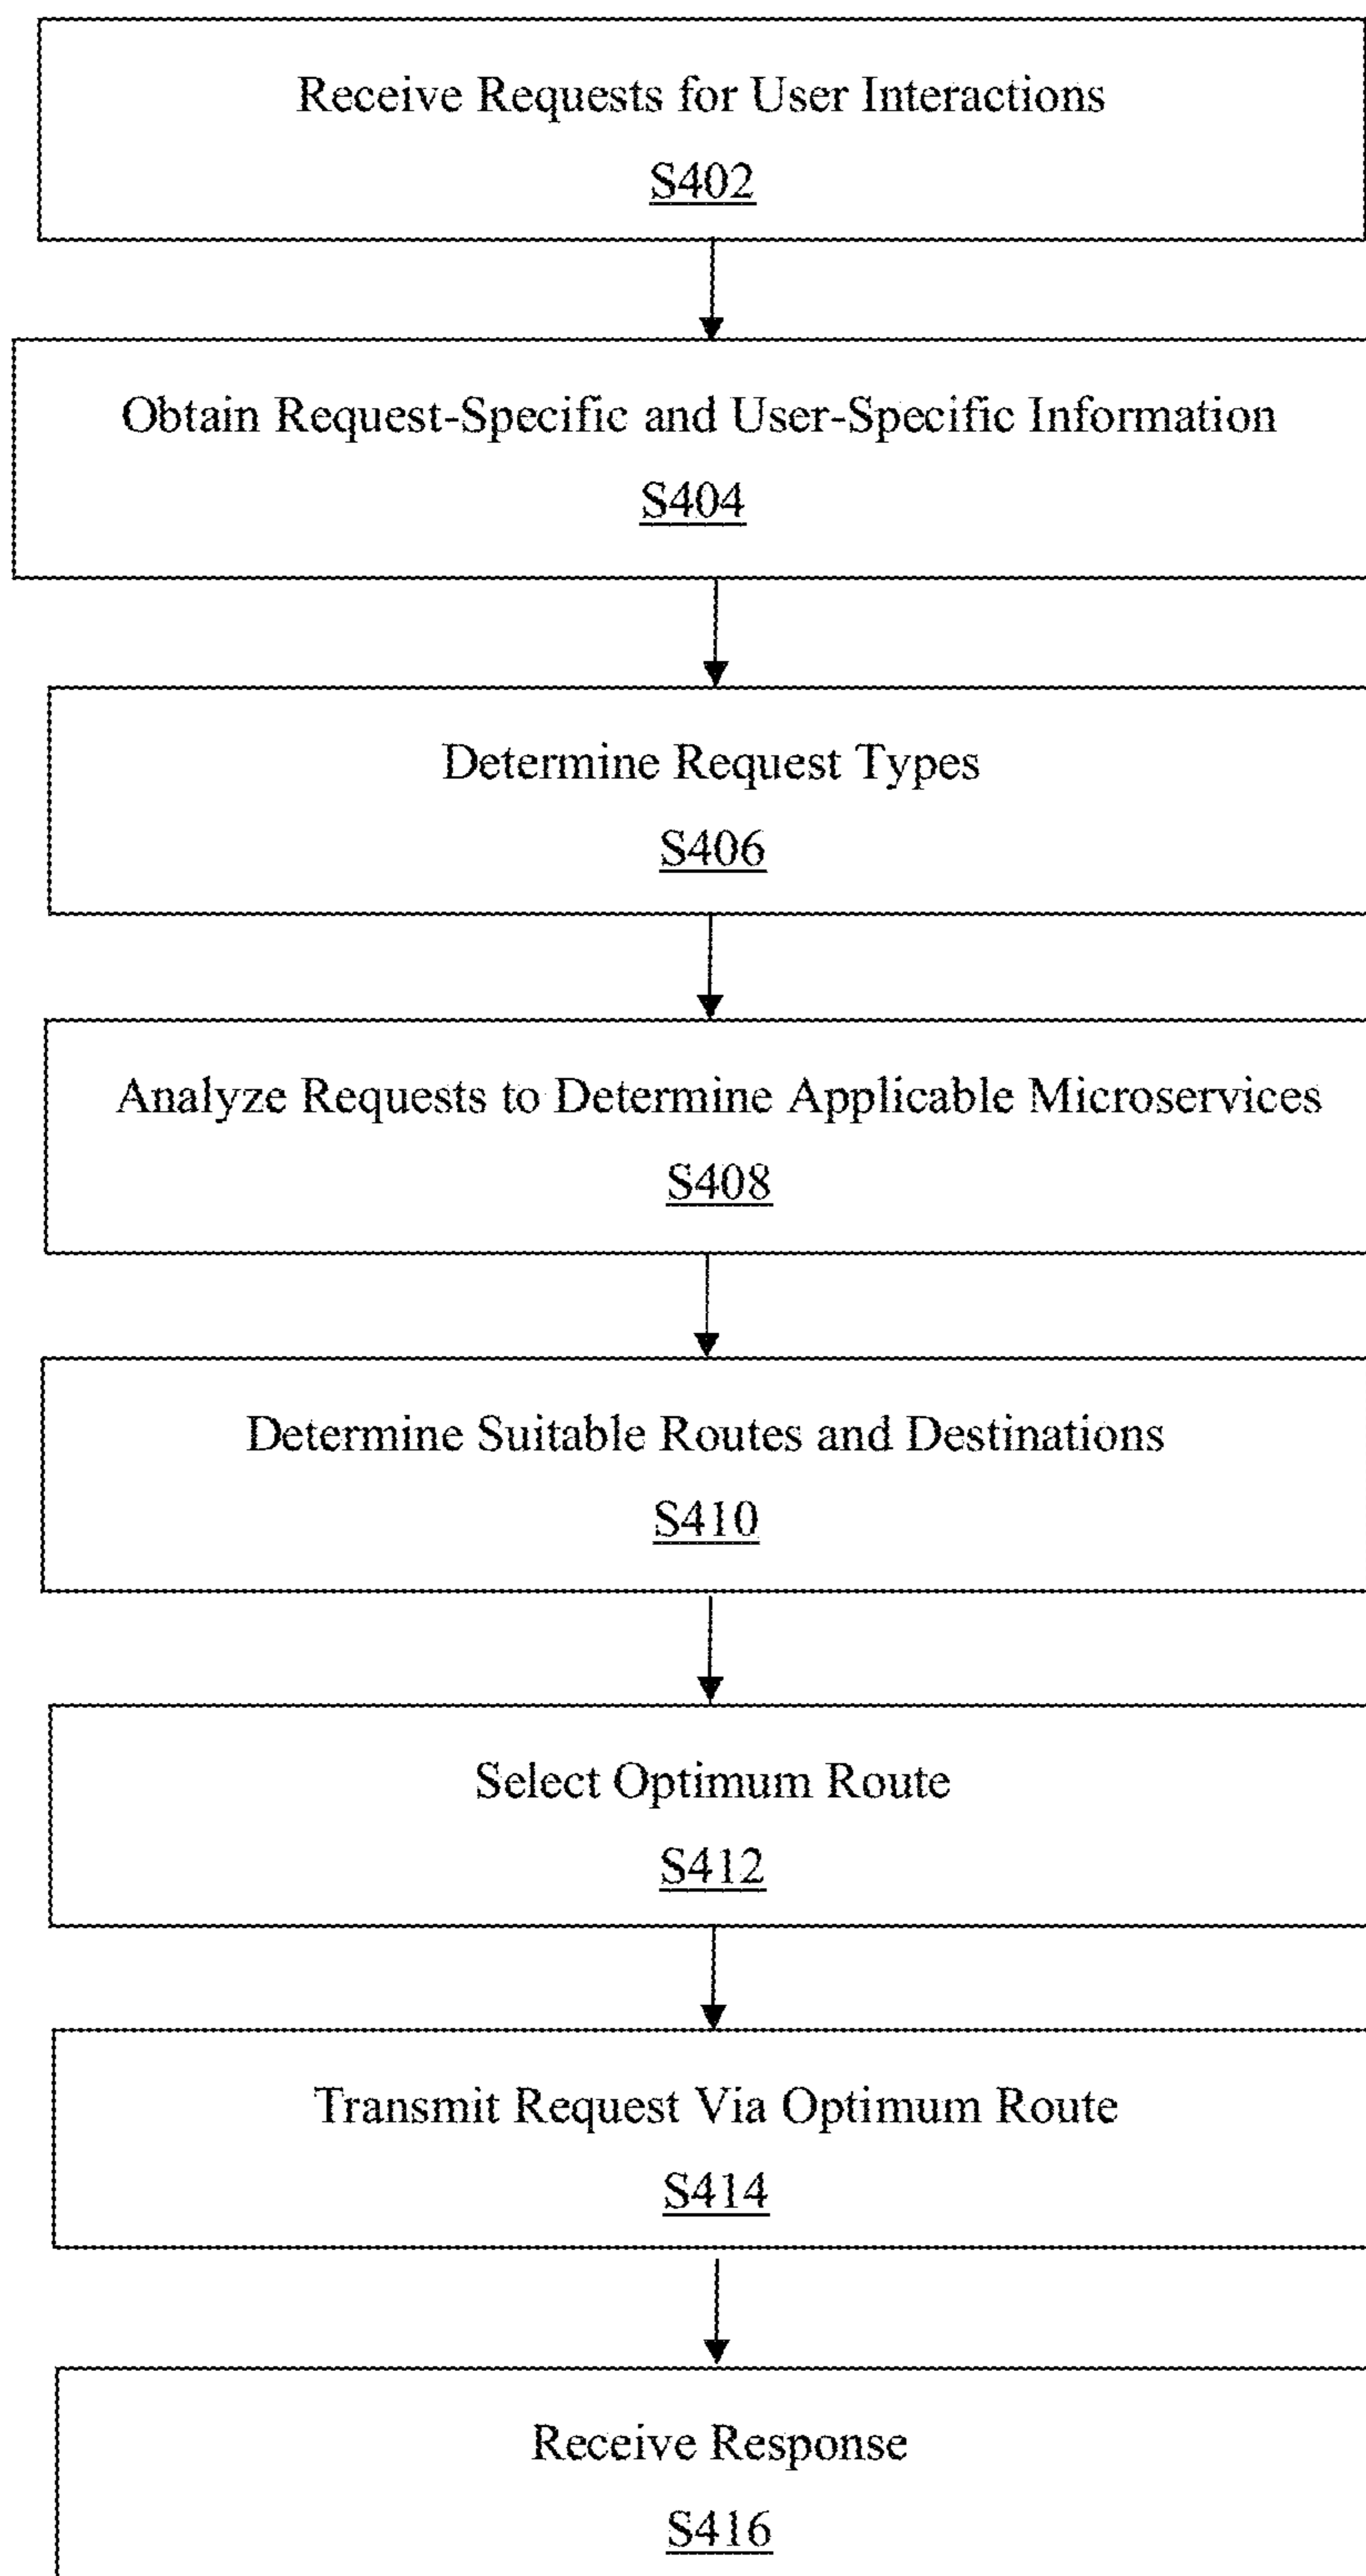 Receive Requests for User Interactions
S402
Obtain Request-Specific and User-Specific Information
S404
Determine Request Types
S406
Analyze Requests to Determine Applicable Microservices
S408
Determine Suitable Routes and Destinations
S410
Select Optimum Route
S412
Transmit Request Via Optimum Route
S414
Receive Response
S416